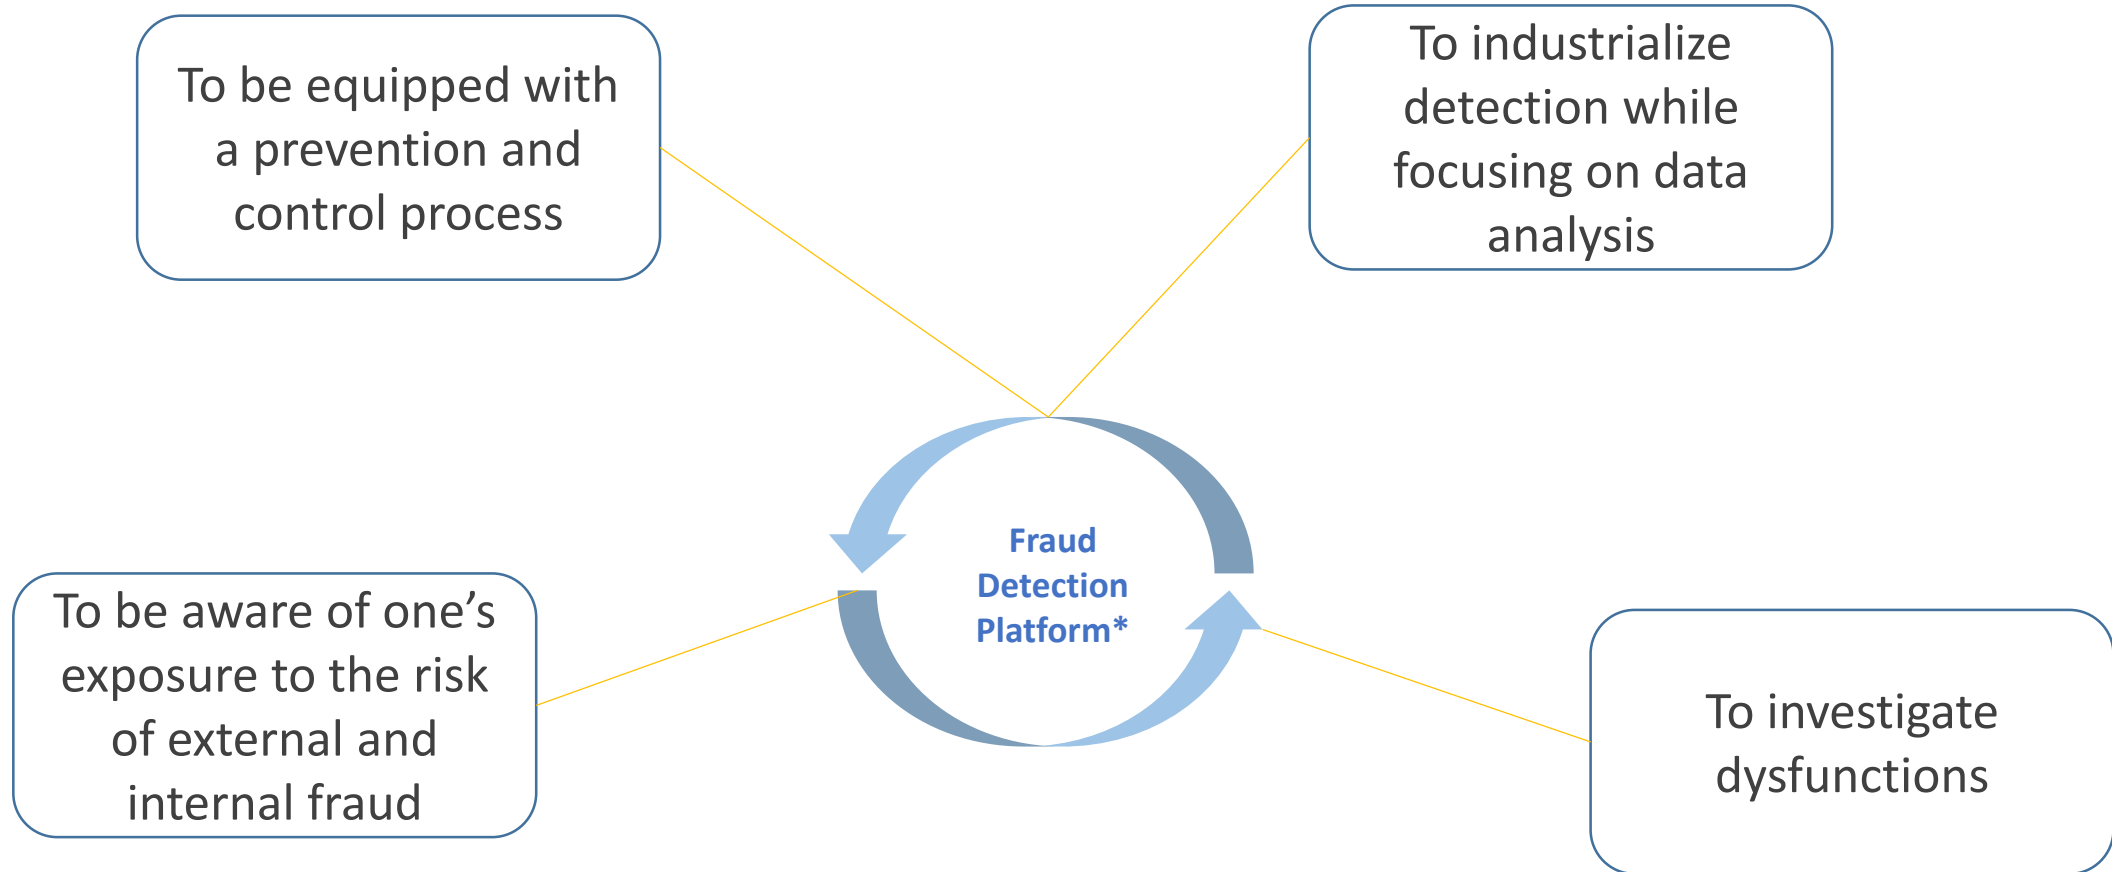 To be equipped with
a prevention and
control process
To industrialize
detection while
focusing on data
analysis
Fraud
Detection
Platform*
To be aware of one’s
exposure to the risk
of external and
internal fraud
To investigate
dysfunctions